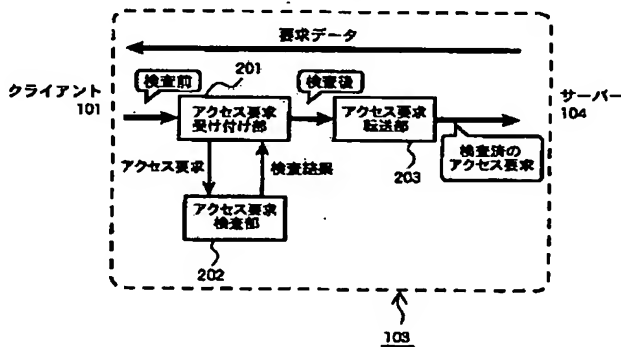 要求データ
クライアント
101
検査前
201
検査後
アクセス要求
受け付け部
アクセス要求
転送部
サーバー
104
203
検査済の
アクセス要求
アクセス要求
検査結果
アクセス要求
検査部
202
103